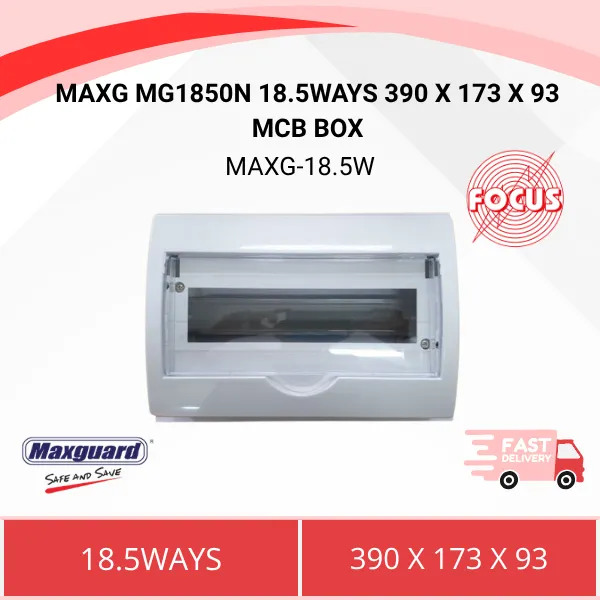 MAXG MG1850N 18.5WAYS 390 X 173 X 93
MCB BOX
MAXG-18.5W
FOCUS
Maxguard®
SAFE AND SAVE
FAST
DELIVERY
18.5WAYS
390 X 173 X 93